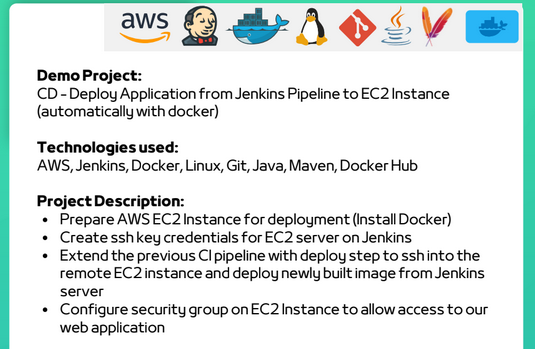 aws
Demo Project:
CD - Deploy Application from Jenkins Pipeline to EC2 Instance
(automatically with docker)
Technologies used:
AWS, Jenkins, Docker, Linux, Git, Java, Maven, Docker Hub
Project Description:
• Prepare AWS EC2 Instance for deployment (Install Docker)
• Create ssh key credentials for EC2 server on Jenkins
• Extend the previous CI pipeline with deploy step to ssh into the
remote EC2 instance and deploy newly built image from Jenkins
server
• Configure security group on EC2 Instance to allow access to our
web application